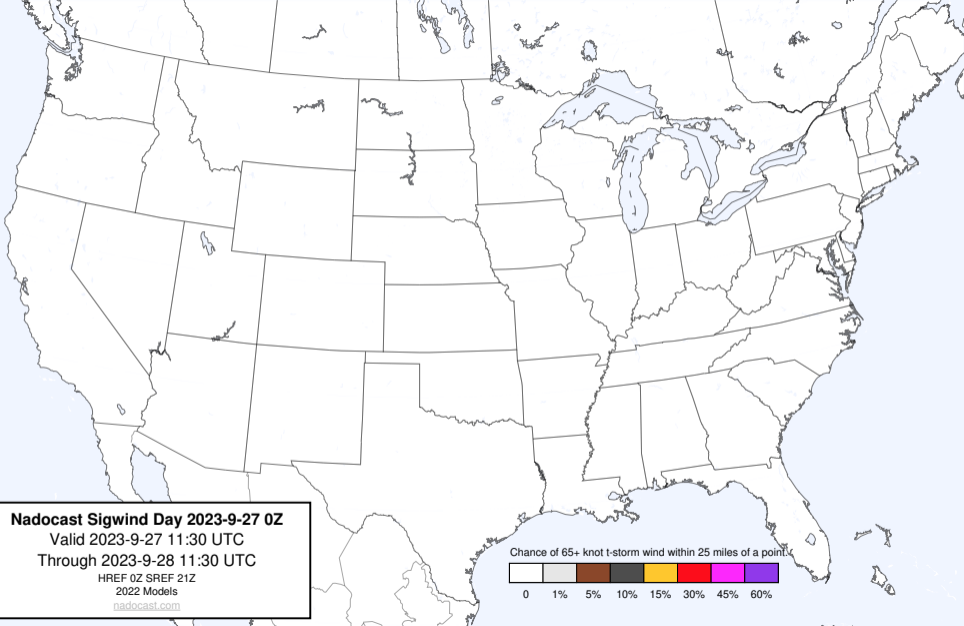 Nadocast Sigwind Day 2023-9-27 0Z
Valid 2023-9-27 11:30 UTC
Through 2023-9-28 11:30 UTC
HREF 0Z SREF 21Z
2022 Models
nadocast.com
Chance of 65+ knot t-storm wind within 25 miles of a point.
0 1% 5% 10% 15% 30% 45% 60%